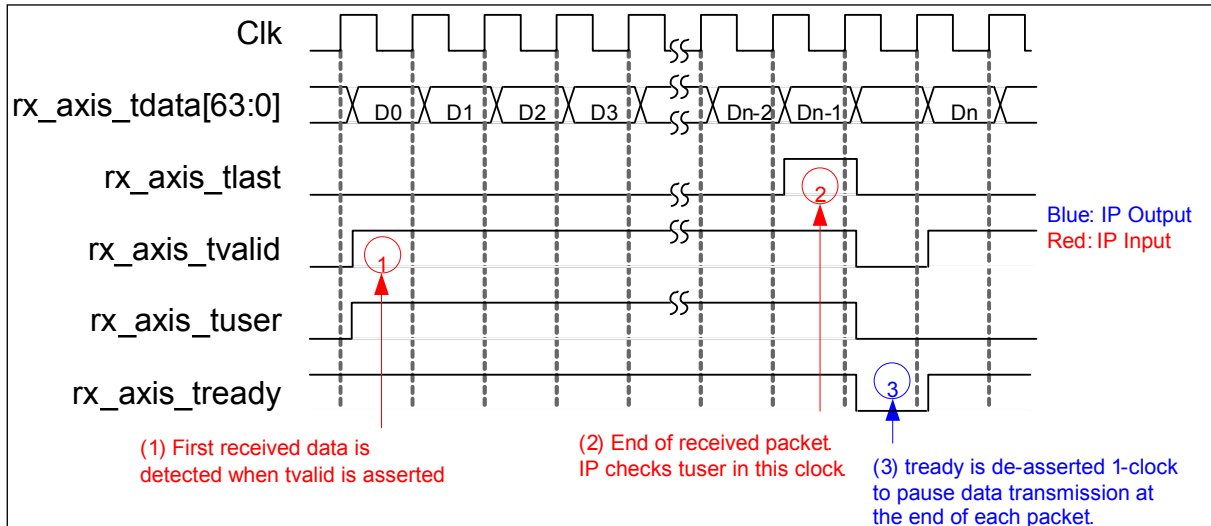 Clk
rx_axis_tdata[63:0]
D0 D1 D2 D3 Dn-2 Dn-1 Dn
rx_axis_tlast
2
Blue: IP Output
Red: IP Input
rx_axis_tvalid
1
rx_axis_tuser
rx_axis_tready
3
(1) First received data is
detected when tvalid is asserted
(2) End of received packet.
IP checks tuser in this clock.
(3) tready is de-asserted 1-clock
to pause data transmission at
the end of each packet.